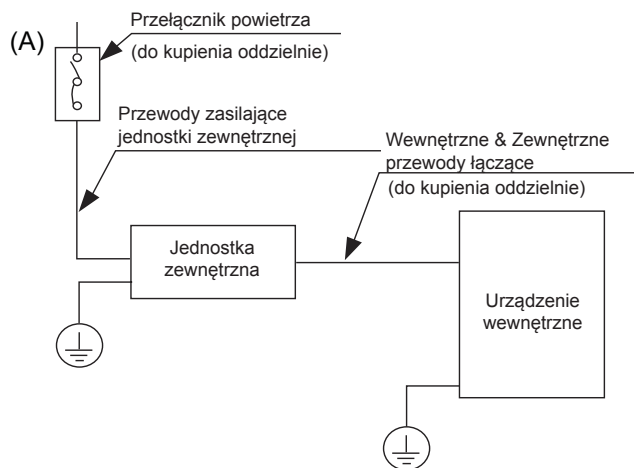 (A)
Przełącznik powietrza
(do kupienia oddzielnie)
Przewody zasilające
jednostki zewnętrznej
Wewnętrzne & Zewnętrzne
przewody łączące
(do kupienia oddzielnie)
Jednostka
zewnętrzna
Urządzenie
wewnętrzne